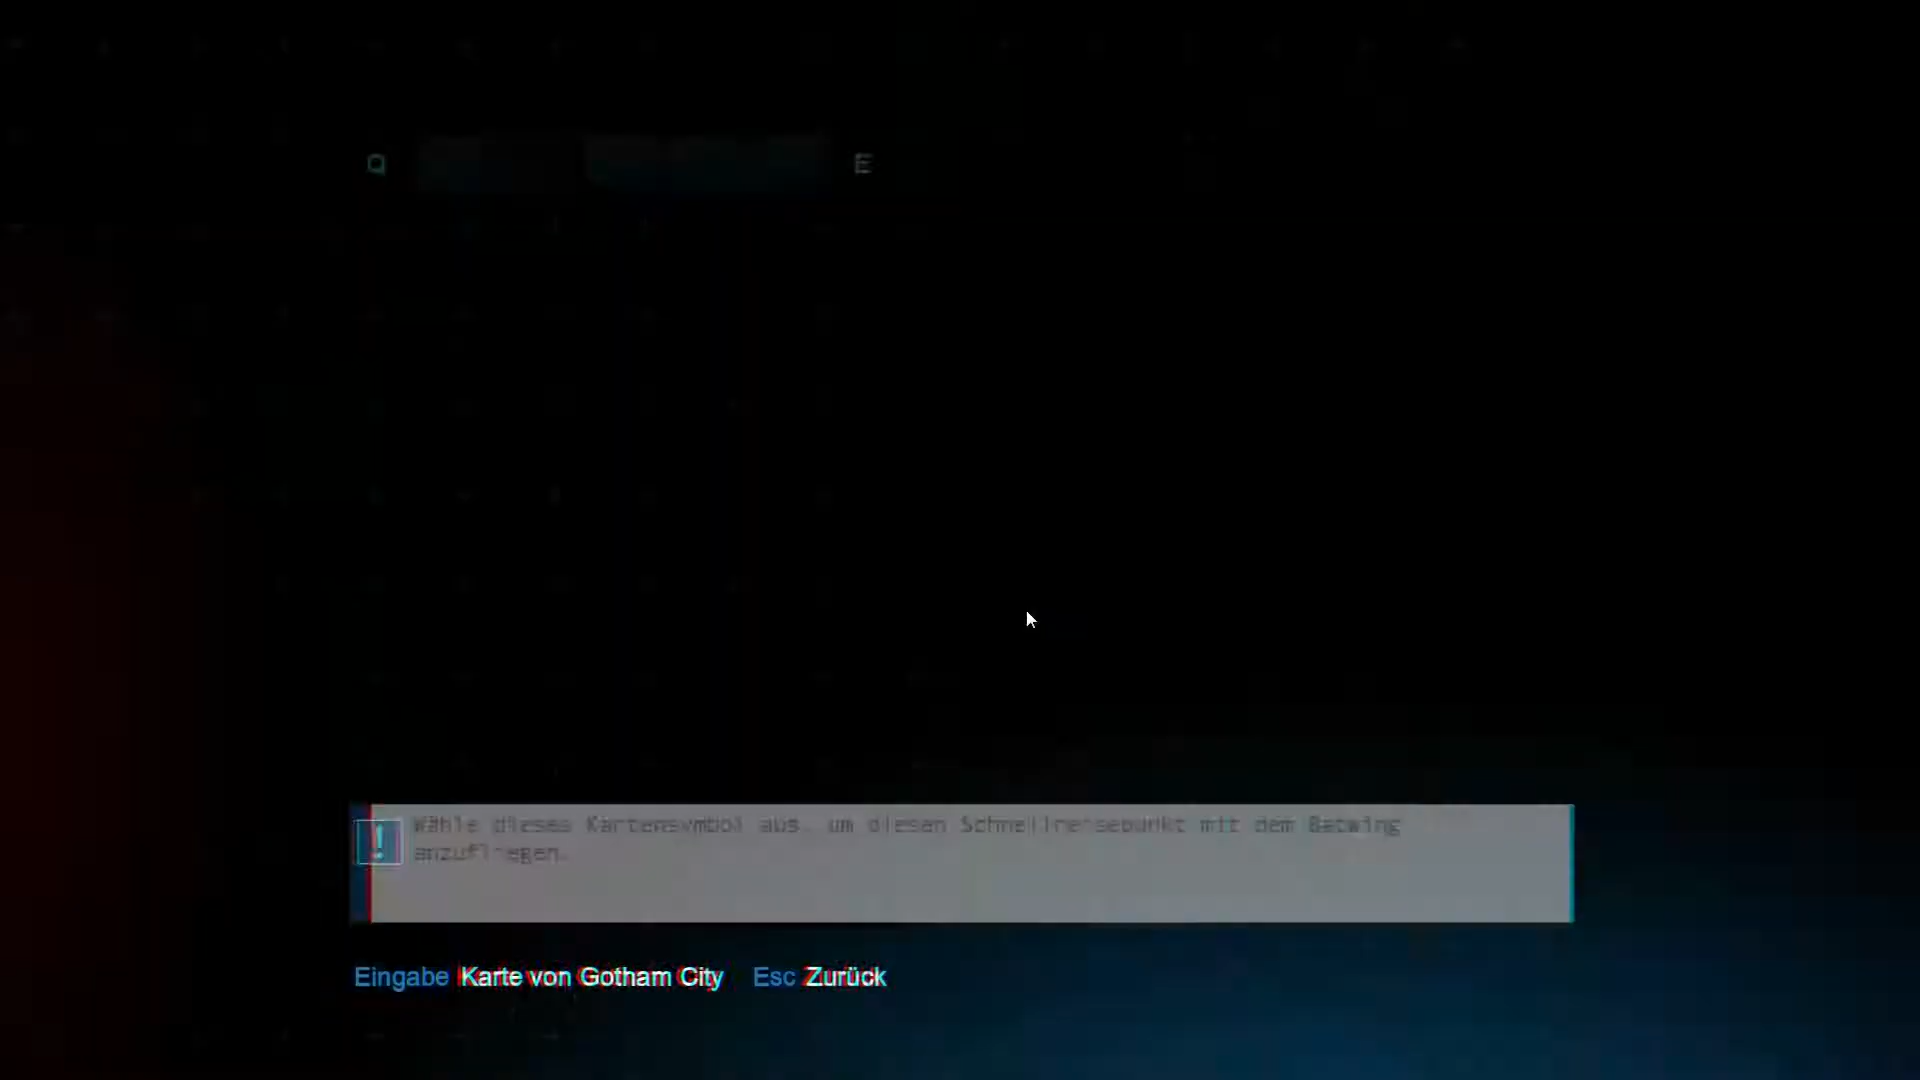 Q E
Wähle dieses Kartensymbol aus, um diesen Schnellreisepunkt mit dem Batwing
anzufliegen.
Eingabe Karte von Gotham City Esc Zurück